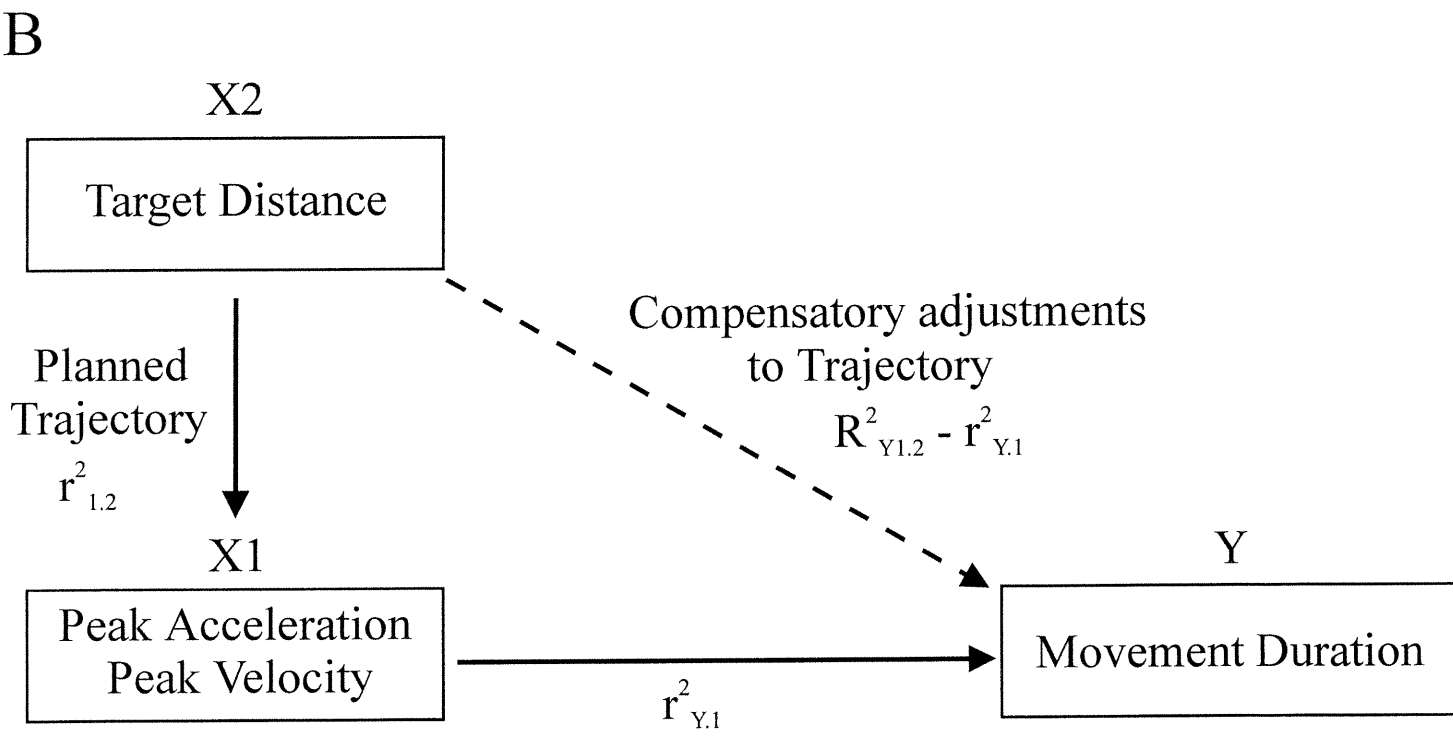 B
X2
Target Distance
Compensatory adjustments
to Trajectory
R²Y1.2 - r²Y.1
Planned
Trajectory
r²1.2
X1
Peak Acceleration
Peak Velocity
r²Y.1
Y
Movement Duration